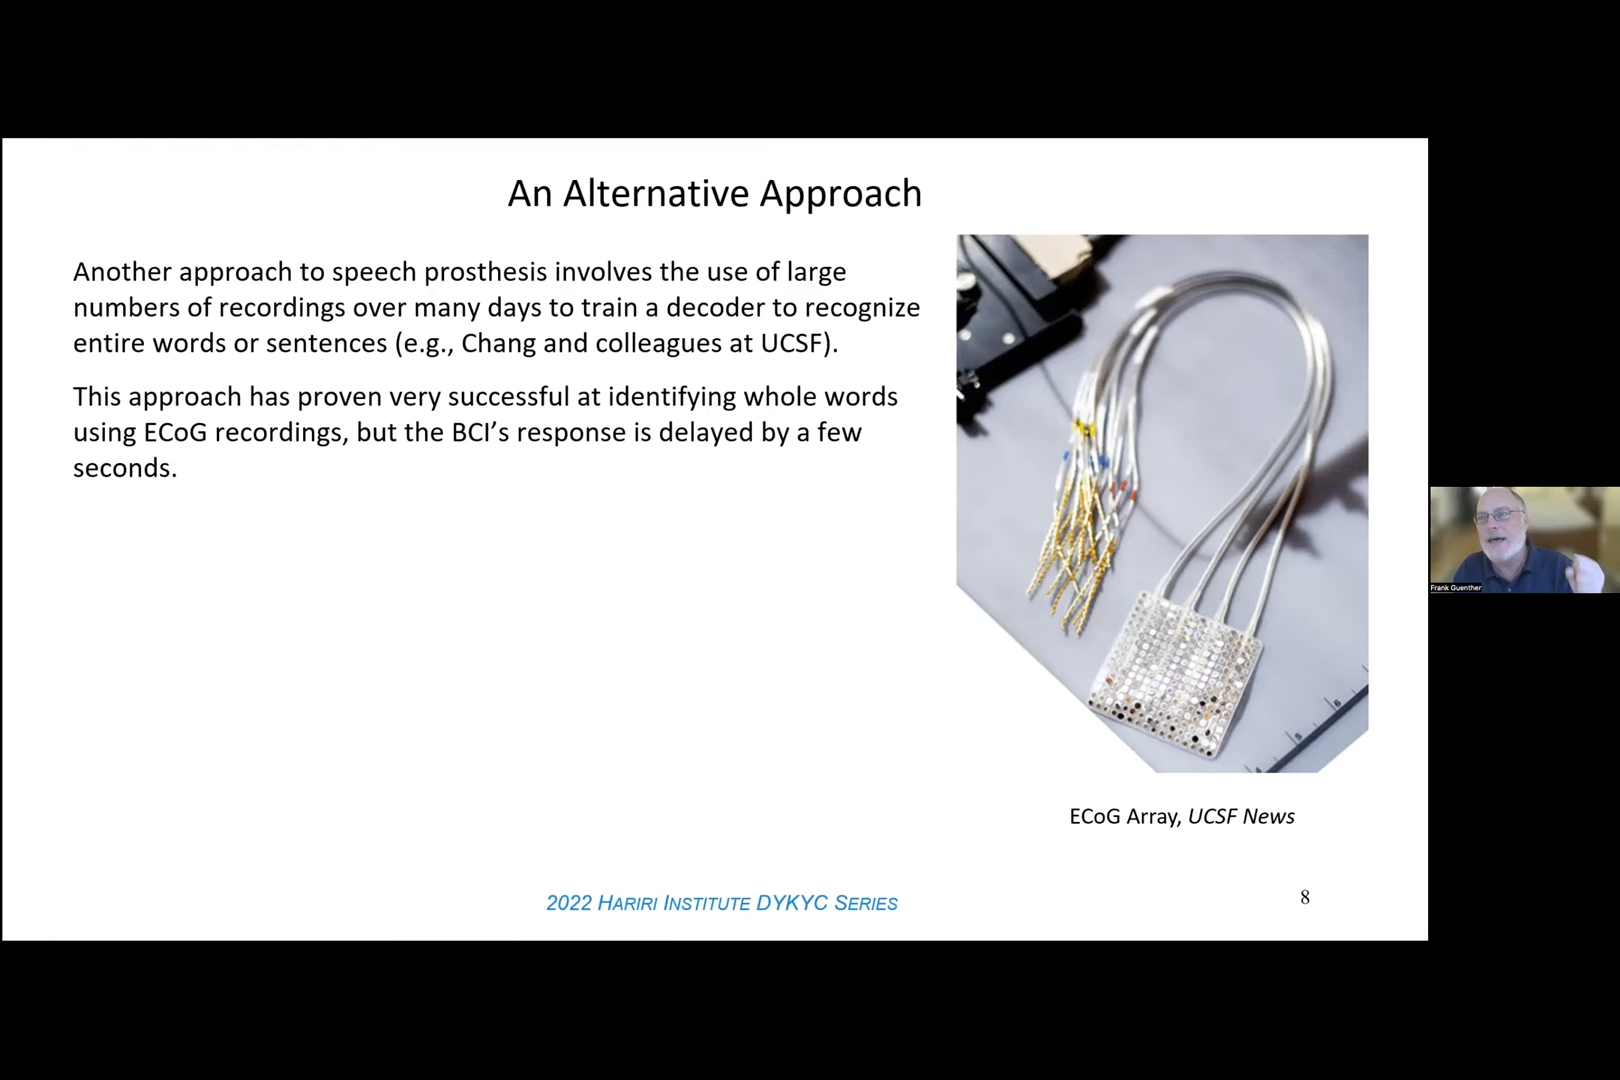 An Alternative Approach
Another approach to speech prosthesis involves the use of large
numbers of recordings over many days to train a decoder to recognize
entire words or sentences (e.g., Chang and colleagues at UCSF).
This approach has proven very successful at identifying whole words
using ECoG recordings, but the BCI’s response is delayed by a few
seconds.
6
5
4
ECoG Array, UCSF News
2022 HARIRI INSTITUTE DYKYC SERIES
8
Frank Guenther